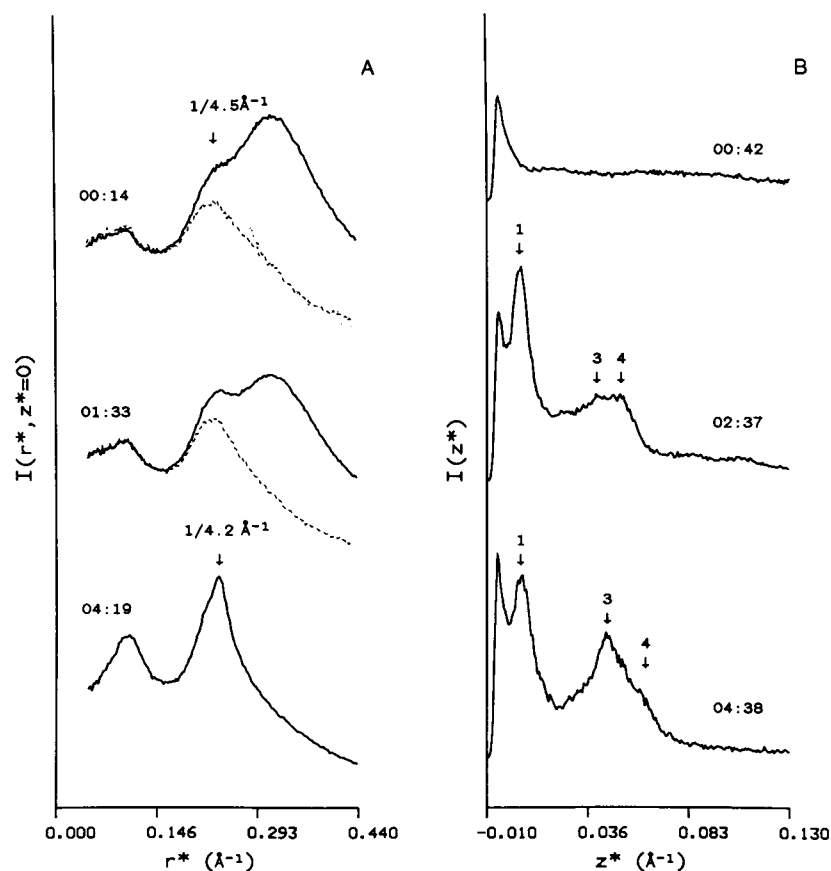 A
1/4.5Å⁻¹
↓
00:14
01:33
1/4.2 Å⁻¹
↓
04:19
I(r*, z*=0)
0.000 0.146 0.293 0.440
r* (Å⁻¹)
B
00:42
1
↓
3 4
↓ ↓
02:37
1
↓
3
↓
4
↓
04:38
I(z*)
-0.010 0.036 0.083 0.130
z* (Å⁻¹)